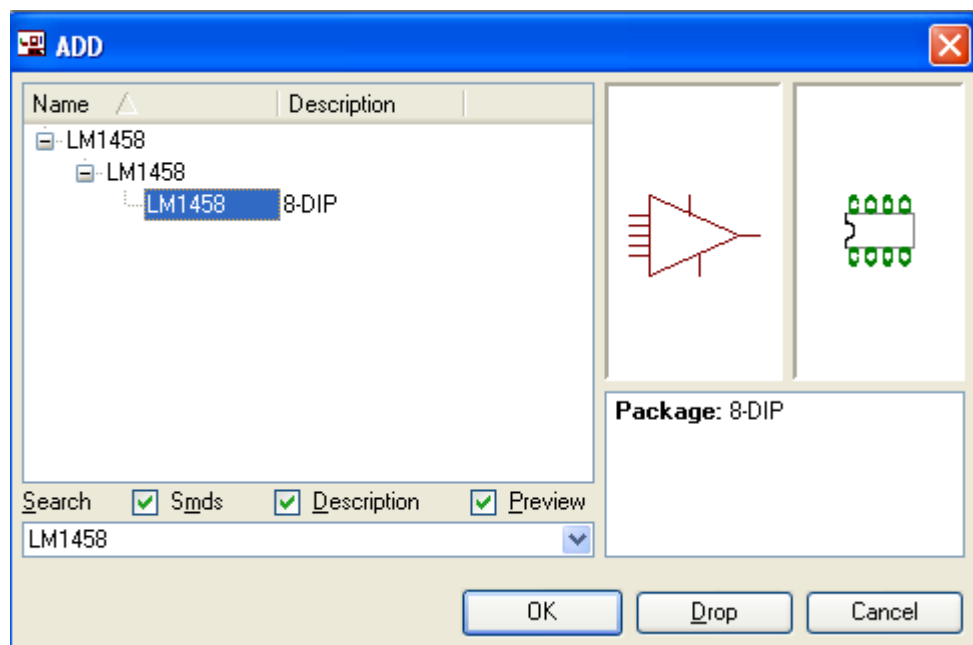 ADD
Name Description
LM1458
LM1458
LM1458 8-DIP
Package: 8-DIP
Search Smds Description Preview
LM1458
OK Drop Cancel